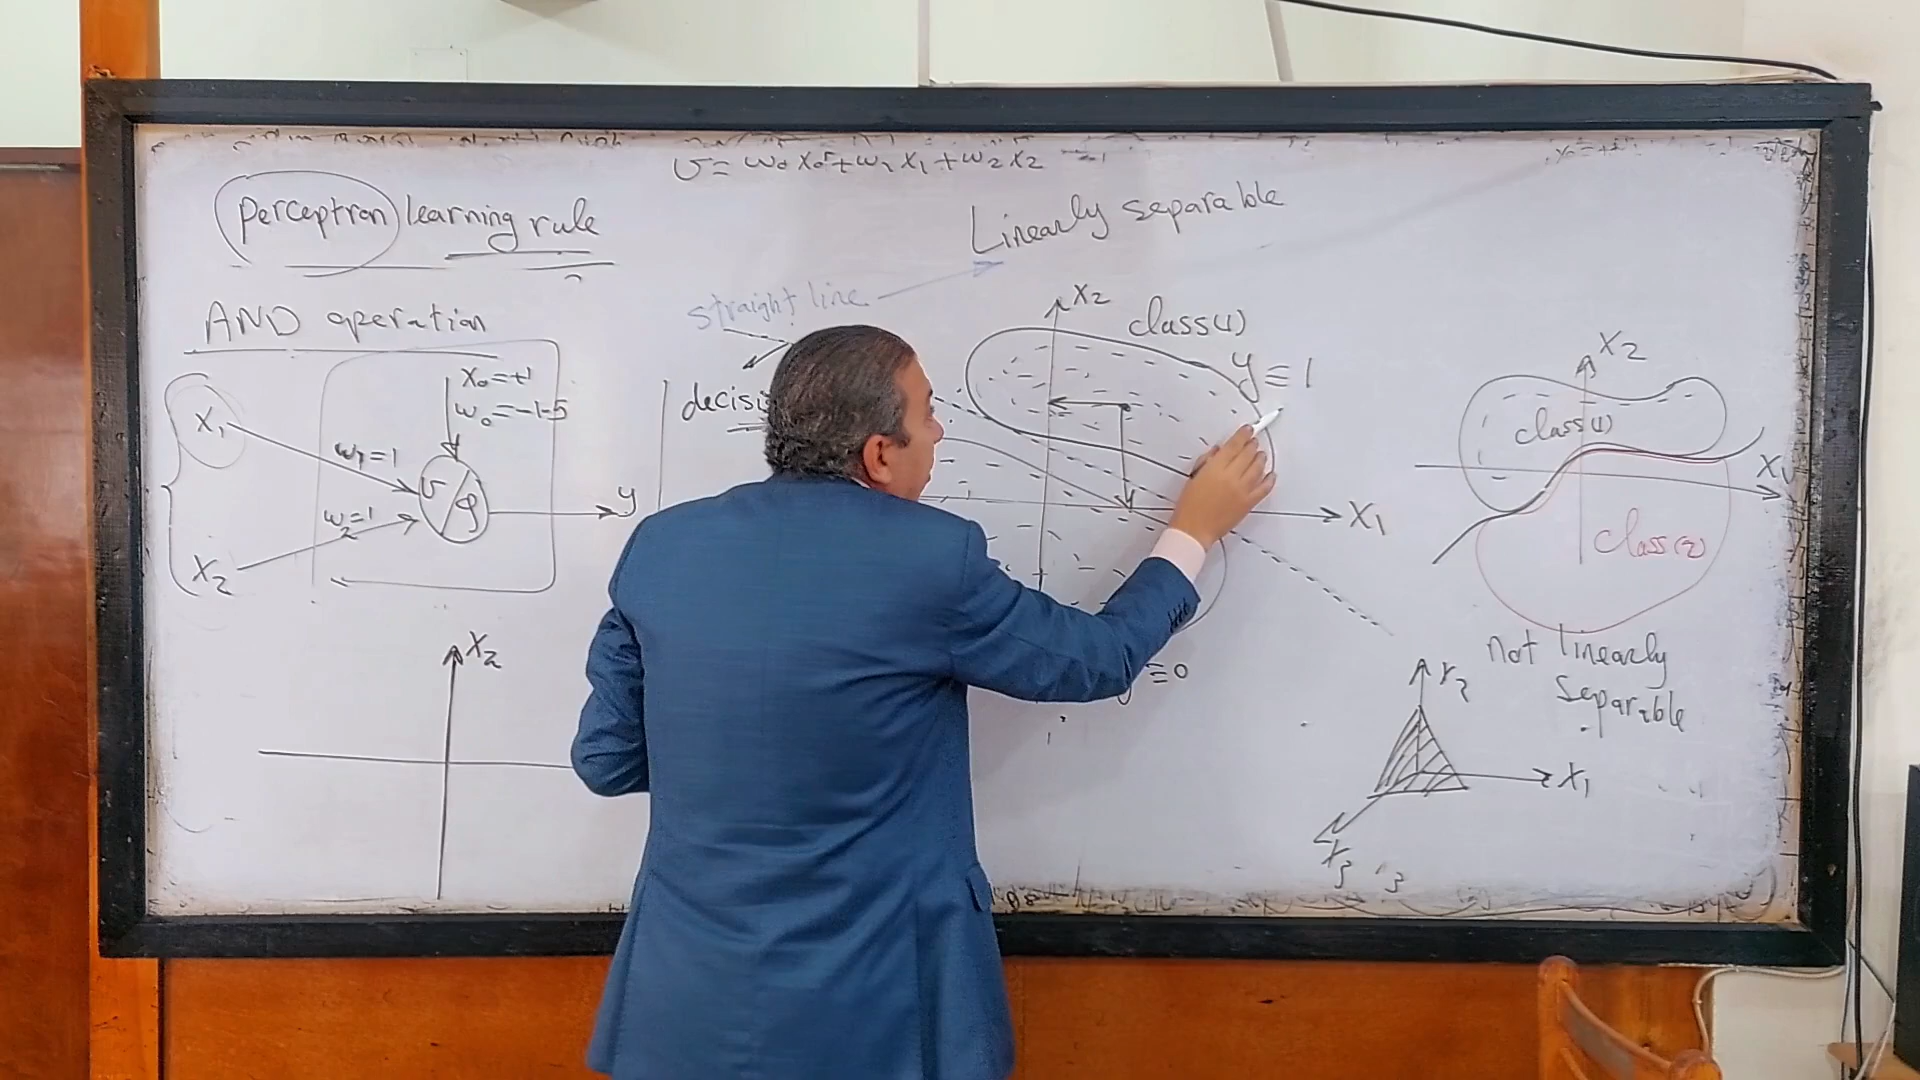 v = w₀ x₀ + w₁ x₁ + w₂ x₂
perceptron learning rule
Linearly separable
straight line
AND operation
x₀ = +1
w₀ = -1.5
x₁
w₁ = 1
v φ
y
w₂ = 1
x₂
x₂
decisi
x₂
class(1)
y ≡ 1
x₁
≡ 0
x₂
class(1)
class(2)
not linearly
separable
x₂
x₁
x₃